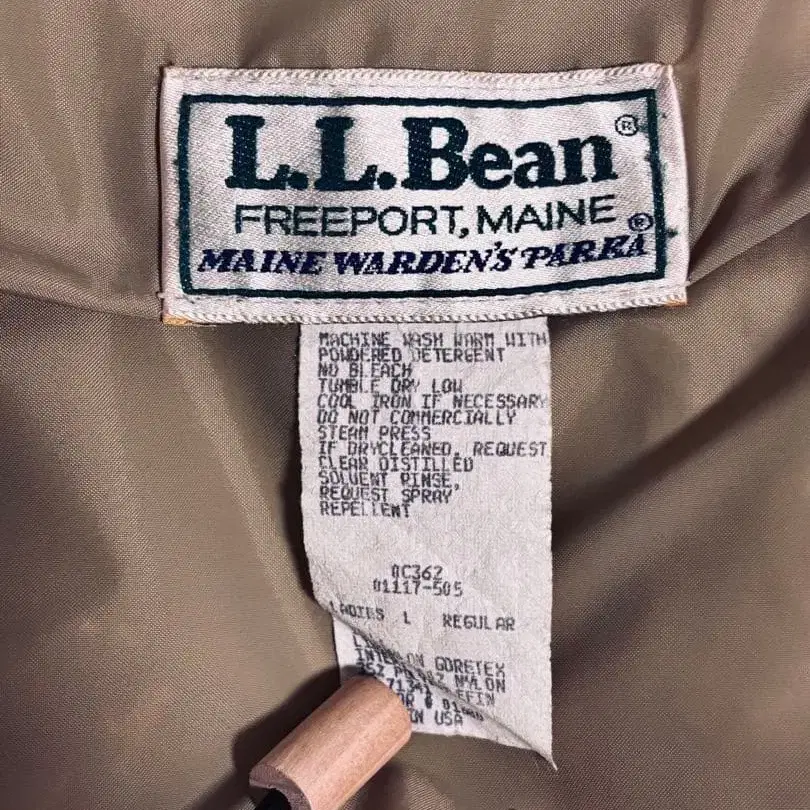 L.L.Bean®
FREEPORT, MAINE
MAINE WARDEN'S PARKA®
MACHINE WASH WARM WITH
POWDERED DETERGENT
NO BLEACH
TUMBLE DRY LOW
COOL IRON IF NECESSARY
DO NOT COMMERCIALLY
STEAM PRESS
IF DRYCLEANED, REQUEST
CLEAR DISTILLED
SOLVENT RINSE,
REQUEST SPRAY
REPELLENT
0C362
01117-505
LADIES L REGULAR
GORETEX
NYLON
USA